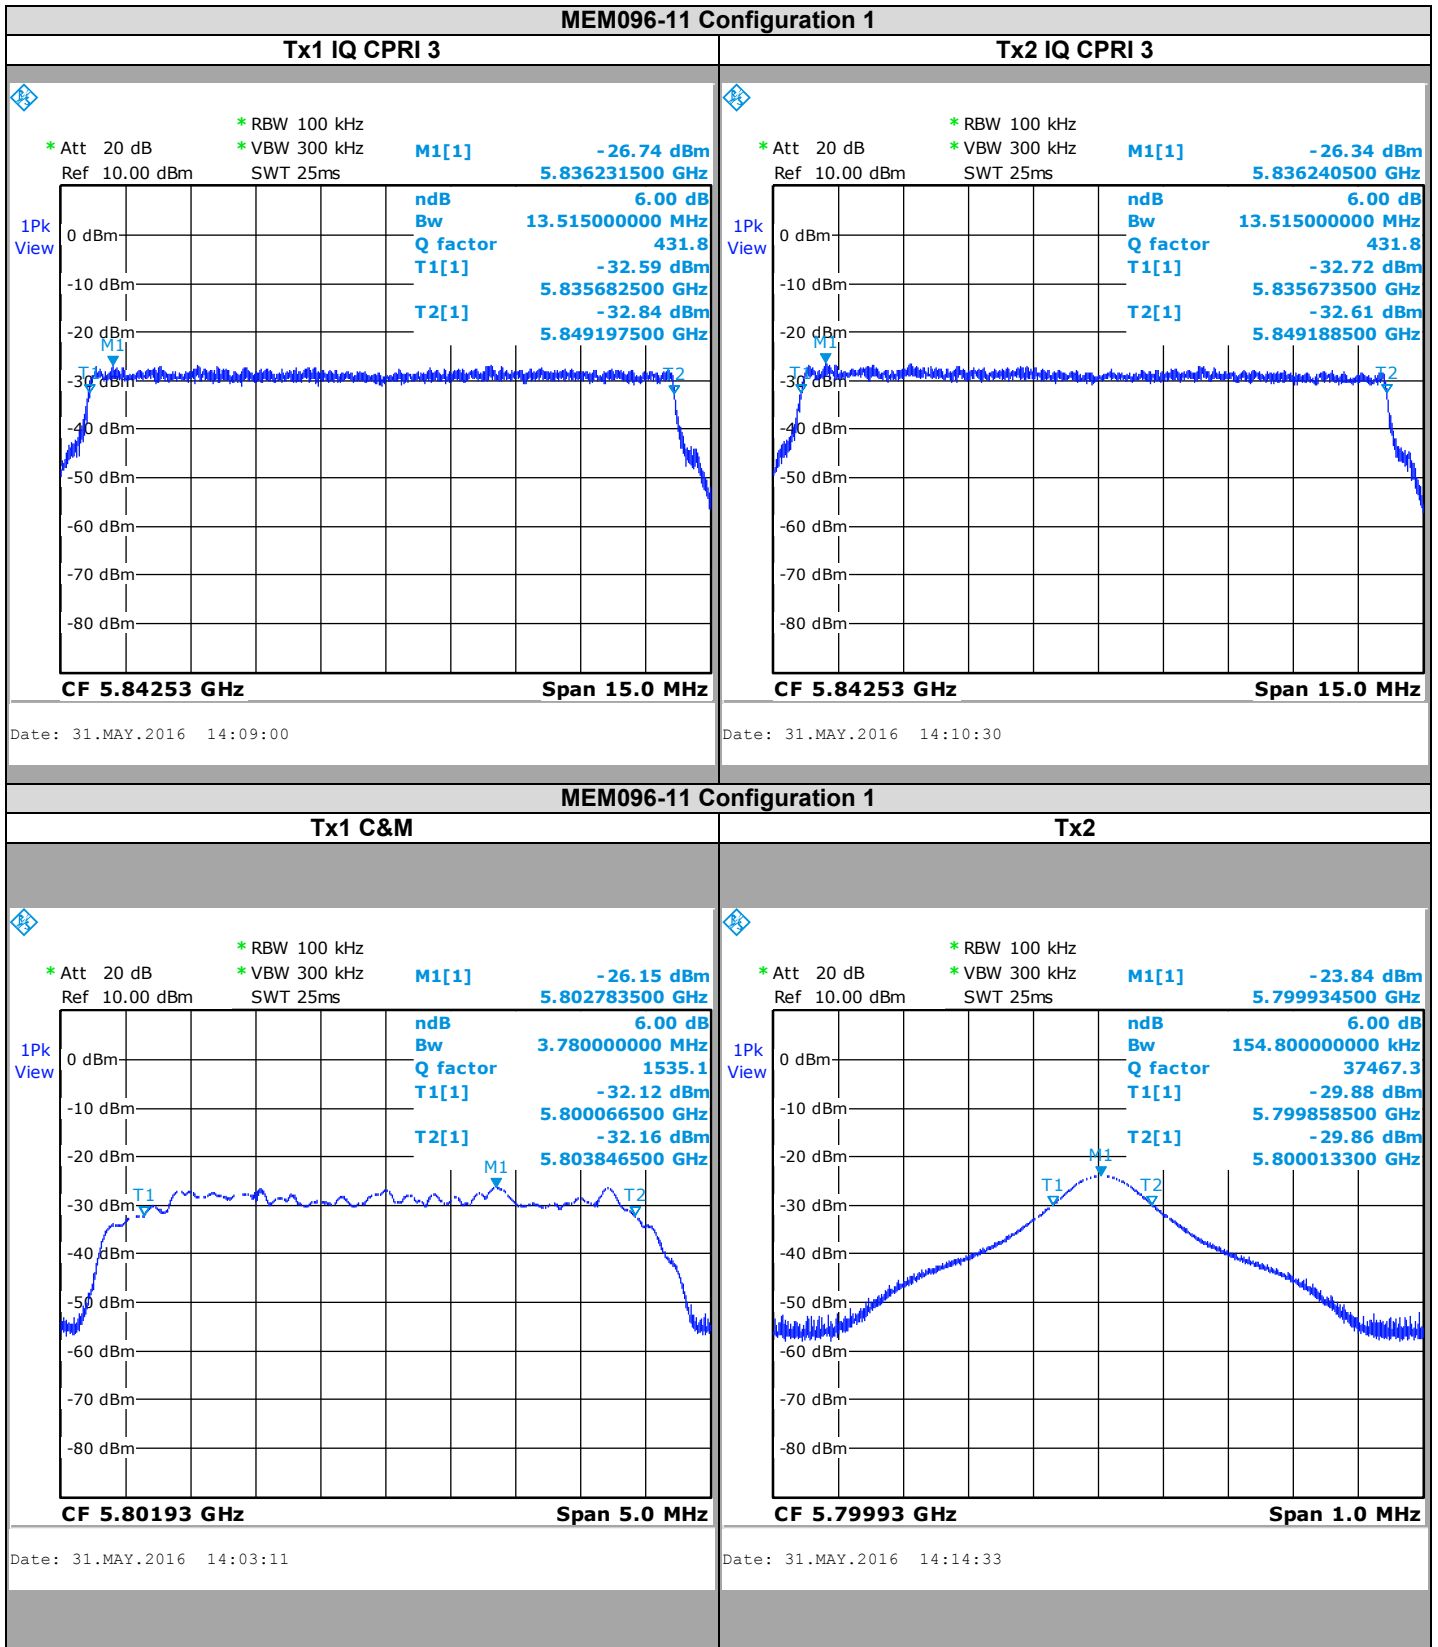 MEM096-11 Configuration 1
Tx1 IQ CPRI 3
Tx2 IQ CPRI 3
* RBW 100 kHz
* Att 20 dB * VBW 300 kHz M1[1] -26.74 dBm
Ref 10.00 dBm SWT 25ms 5.836231500 GHz
ndB 6.00 dB
1Pk Bw 13.515000000 MHz
View 0 dBm Q factor 431.8
T1[1] -32.59 dBm
-10 dBm 5.835682500 GHz
T2[1] -32.84 dBm
-20 dBm 5.849197500 GHz
M1
T1 T2
-30 dBm
-40 dBm
-50 dBm
-60 dBm
-70 dBm
-80 dBm
CF 5.84253 GHz Span 15.0 MHz
Date: 31.MAY.2016 14:09:00
* RBW 100 kHz
* Att 20 dB * VBW 300 kHz M1[1] -26.34 dBm
Ref 10.00 dBm SWT 25ms 5.836240500 GHz
ndB 6.00 dB
1Pk Bw 13.515000000 MHz
View 0 dBm Q factor 431.8
T1[1] -32.72 dBm
-10 dBm 5.835673500 GHz
T2[1] -32.61 dBm
-20 dBm 5.849188500 GHz
M1
T1 T2
-30 dBm
-40 dBm
-50 dBm
-60 dBm
-70 dBm
-80 dBm
CF 5.84253 GHz Span 15.0 MHz
Date: 31.MAY.2016 14:10:30
MEM096-11 Configuration 1
Tx1 C&M
Tx2
* RBW 100 kHz
* Att 20 dB * VBW 300 kHz M1[1] -26.15 dBm
Ref 10.00 dBm SWT 25ms 5.802783500 GHz
ndB 6.00 dB
1Pk Bw 3.780000000 MHz
View 0 dBm Q factor 1535.1
T1[1] -32.12 dBm
-10 dBm 5.800066500 GHz
T2[1] -32.16 dBm
-20 dBm 5.803846500 GHz
M1
T1 T2
-30 dBm
-40 dBm
-50 dBm
-60 dBm
-70 dBm
-80 dBm
CF 5.80193 GHz Span 5.0 MHz
Date: 31.MAY.2016 14:03:11
* RBW 100 kHz
* Att 20 dB * VBW 300 kHz M1[1] -23.84 dBm
Ref 10.00 dBm SWT 25ms 5.799934500 GHz
ndB 6.00 dB
1Pk Bw 154.800000000 kHz
View 0 dBm Q factor 37467.3
T1[1] -29.88 dBm
-10 dBm 5.799858500 GHz
T2[1] -29.86 dBm
-20 dBm 5.800013300 GHz
M1
T1 T2
-30 dBm
-40 dBm
-50 dBm
-60 dBm
-70 dBm
-80 dBm
CF 5.79993 GHz Span 1.0 MHz
Date: 31.MAY.2016 14:14:33